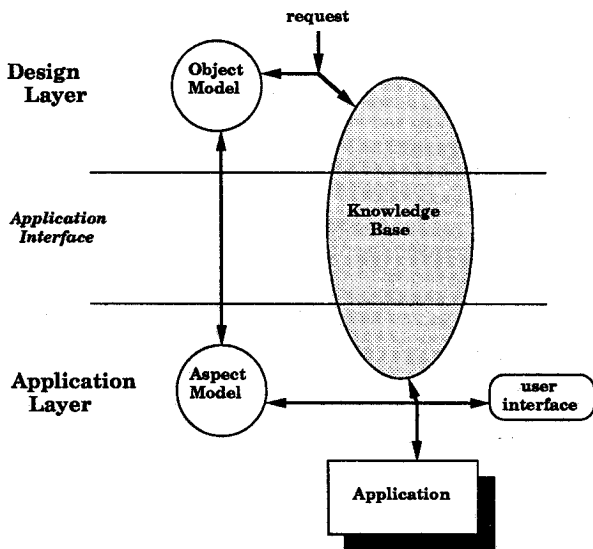 request
Design
Layer
Object
Model
Application
Interface
Knowledge
Base
Application
Layer
Aspect
Model
user
interface
Application